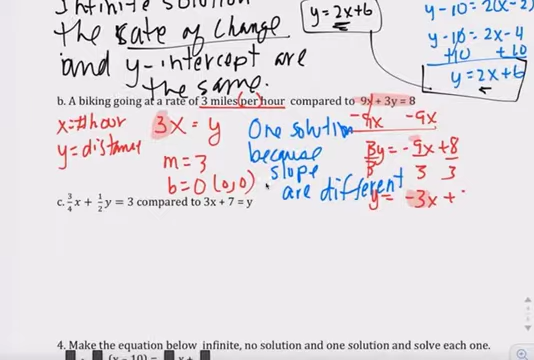 Infinite solution
the rate of change
and y-intercept are
the same.
y = 2x+6
y-10 = 2(x-2)
y-10 = 2x-4
+10 +10
y = 2x+6
b. A biking going at a rate of 3 miles per hour compared to 9x + 3y = 8
x=#hour
y=distance
3x = y
m = 3
b=0 (0,0)
One solution
because
slope
are different
-9x -9x
3y = -9x +8
3 3 3
y= -3x +
c. 3/4 x + 1/2 y = 3 compared to 3x + 7 = y
4. Make the equation below infinite, no solution and one solution and solve each one.